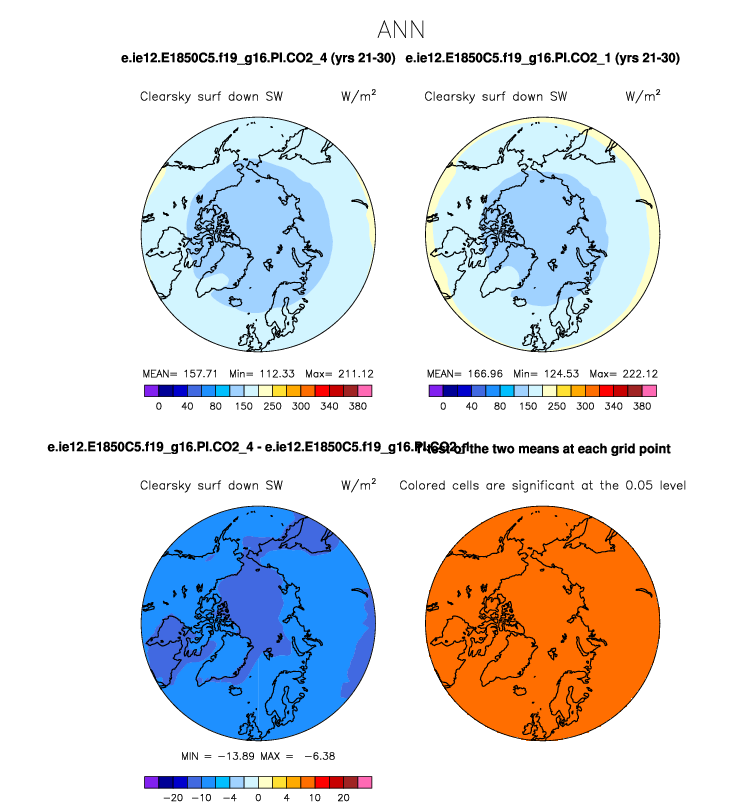 ANN
e.ie12.E1850C5.f19_g16.PI.CO2_4 (yrs 21-30) e.ie12.E1850C5.f19_g16.PI.CO2_1 (yrs 21-30)
Clearsky surf down SW W/m² Clearsky surf down SW W/m²
MEAN= 157.71 Min= 112.33 Max= 211.12 MEAN= 166.96 Min= 124.53 Max= 222.12
0 40 80 150 250 300 340 380 0 40 80 150 250 300 340 380
e.ie12.E1850C5.f19_g16.PI.CO2_4 - e.ie12.E1850C5.f19_g16.PI.CO2_1 T-test of the two means at each grid point
Clearsky surf down SW W/m² Colored cells are significant at the 0.05 level
MIN = −13.89 MAX = −6.38
−20 −10 −4 0 4 10 20